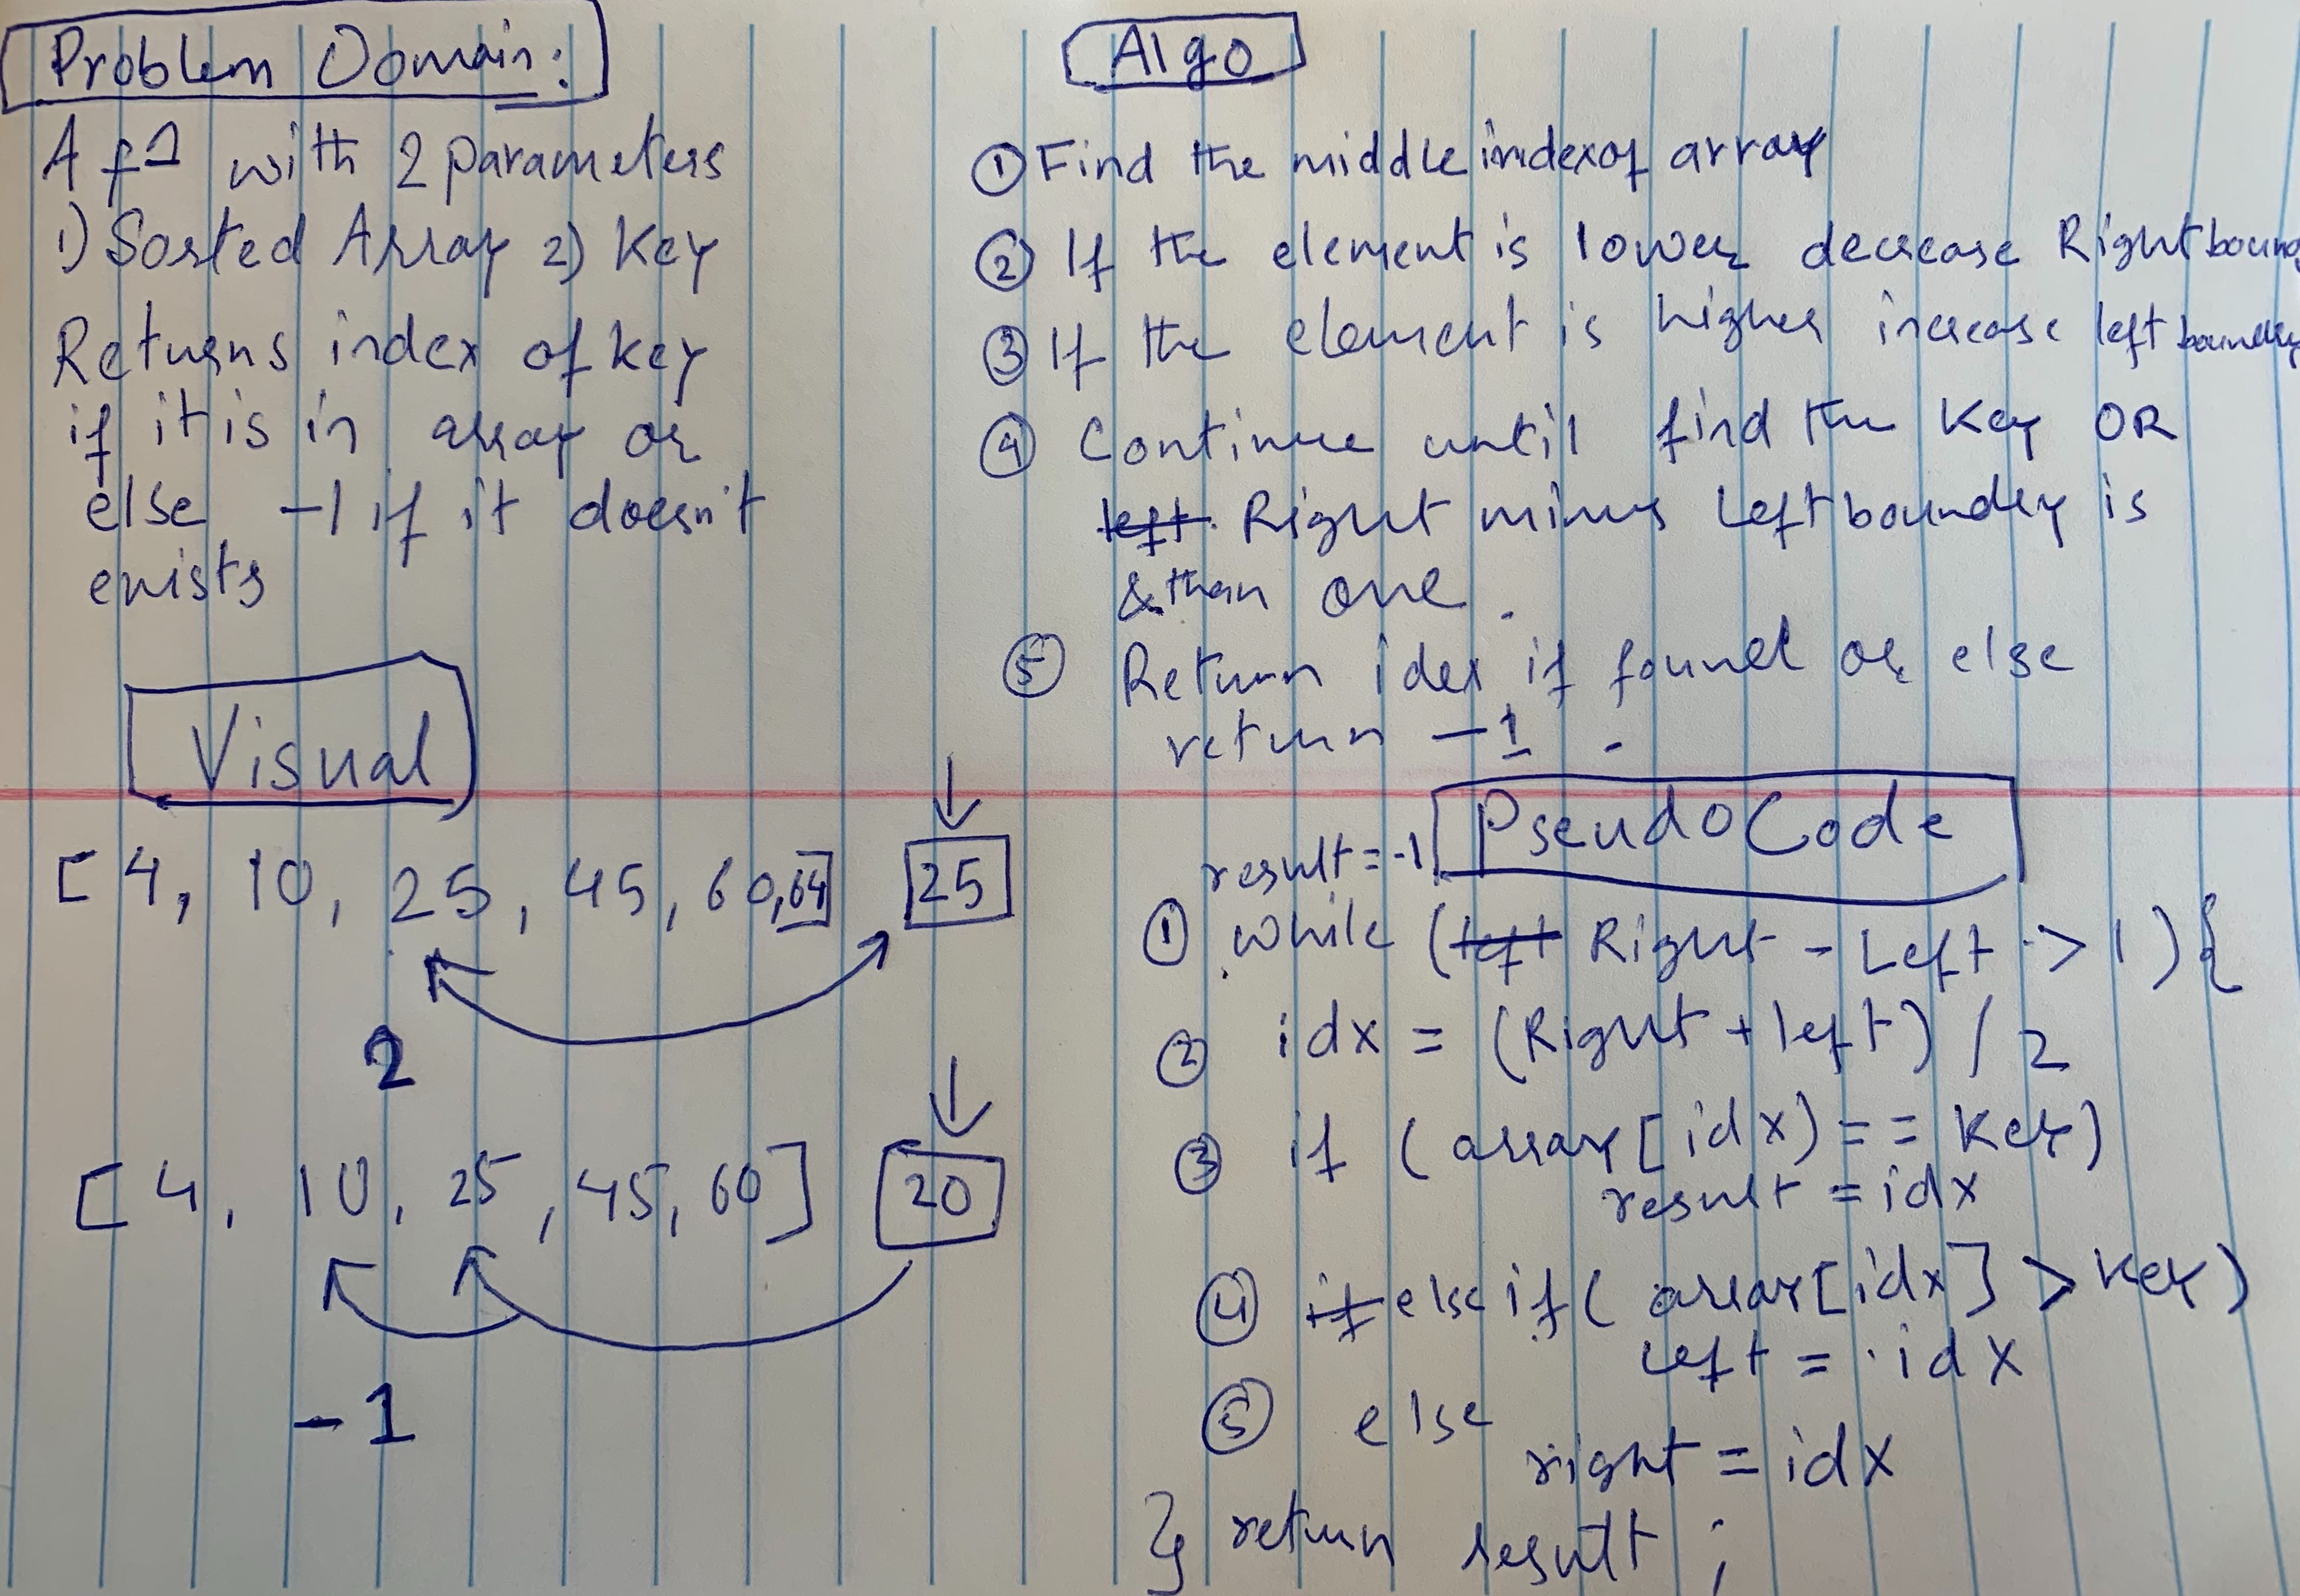 Problem Domain:
A fn with 2 parameters
1) Sorted Array 2) Key
Returns index of key
if it is in array or
else -1 if it doesn't
exists
Visual
[4, 10, 25, 45, 60, 64] 25
2
[4, 10, 25, 45, 60] 20
-1
Algo
① Find the middle index of array
② If the element is lower decrease Right
③ If the element is higher increase left boundry
④ Continue until find the Key OR
left Right minus Left boundry is
than one.
⑤ Return idex if found or else
return -1.
PseudoCode
result = -1
① while (left Right - Left > 1) {
② idx = (Right + left) / 2
③ if (array[idx) == Key)
result = idx
④ if else if (array[idx] > Key)
Left = idx
⑤ else
right = idx
} return result ;